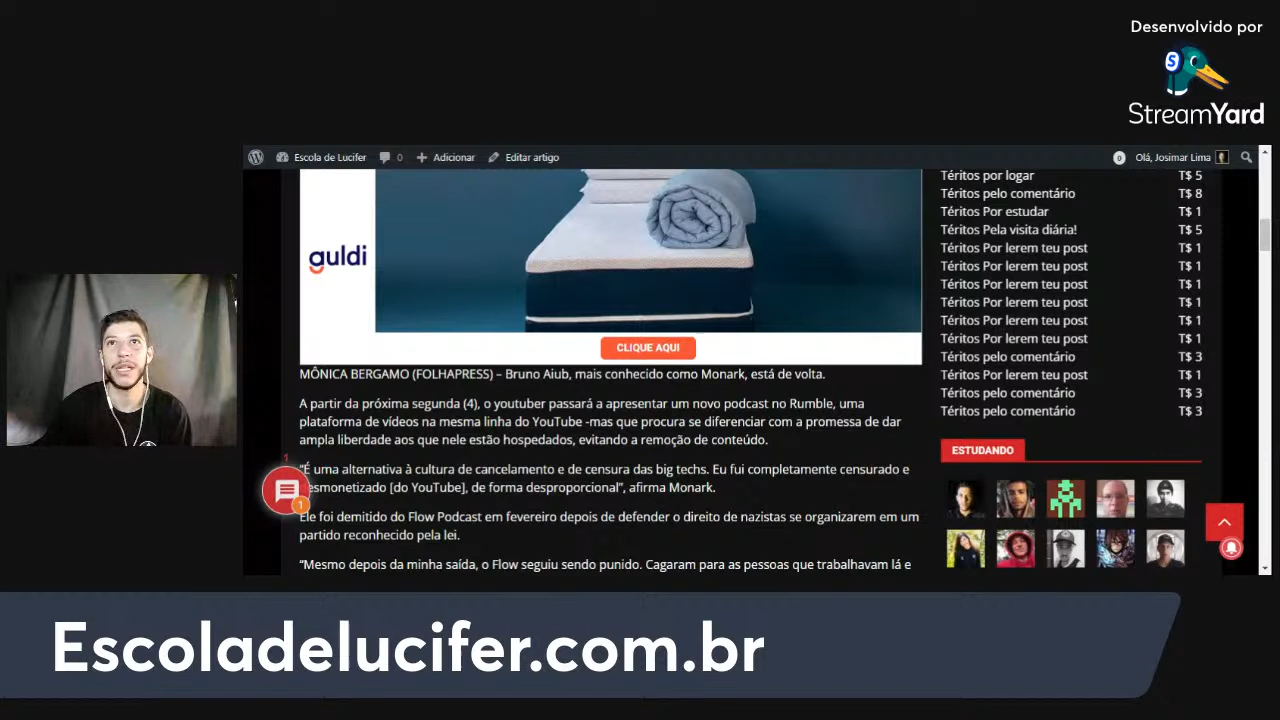 Desenvolvido por
StreamYard
Escola de Lucifer
0
Adicionar
Editar artigo
0
Olá, Josimar Lima
guldi
CLIQUE AQUI
MÔNICA BERGAMO (FOLHAPRESS) – Bruno Aiub, mais conhecido como Monark, está de volta.
A partir da próxima segunda (4), o youtuber passará a apresentar um novo podcast no Rumble, uma
plataforma de vídeos na mesma linha do YouTube -mas que procura se diferenciar com a promessa de dar
ampla liberdade aos que nele estão hospedados, evitando a remoção de conteúdo.
“É uma alternativa à cultura de cancelamento e de censura das big techs. Eu fui completamente censurado e
desmonetizado [do YouTube], de forma desproporcional”, afirma Monark.
Ele foi demitido do Flow Podcast em fevereiro depois de defender o direito de nazistas se organizarem em um
partido reconhecido pela lei.
“Mesmo depois da minha saída, o Flow seguiu sendo punido. Cagaram para as pessoas que trabalhavam lá e
1
1
Téritos por logar T$ 5
Téritos pelo comentário T$ 8
Téritos Por estudar T$ 1
Téritos Pela visita diária! T$ 5
Téritos Por lerem teu post T$ 1
Téritos Por lerem teu post T$ 1
Téritos Por lerem teu post T$ 1
Téritos Por lerem teu post T$ 1
Téritos Por lerem teu post T$ 1
Téritos Por lerem teu post T$ 1
Téritos pelo comentário T$ 3
Téritos Por lerem teu post T$ 1
Téritos pelo comentário T$ 3
Téritos pelo comentário T$ 3
ESTUDANDO
Escoladelucifer.com.br